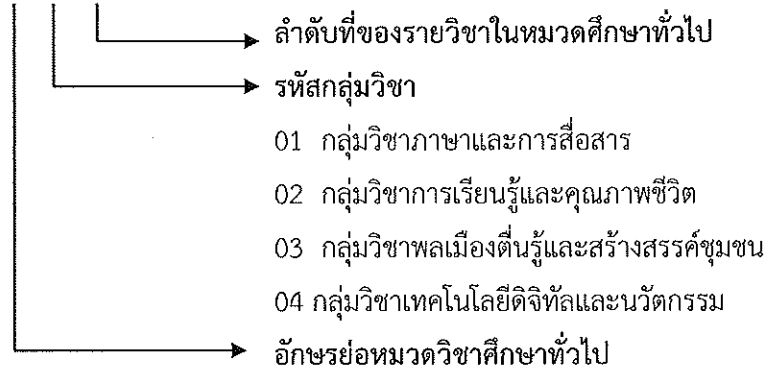 ลำดับที่ของรายวิชาในหมวดศึกษาทั่วไป
รหัสกลุ่มวิชา
01 กลุ่มวิชาภาษาและการสื่อสาร
02 กลุ่มวิชาการเรียนรู้และคุณภาพชีวิต
03 กลุ่มวิชาพลเมืองตื่นรู้และสร้างสรรค์ชุมชน
04 กลุ่มวิชาเทคโนโลยีดิจิทัลและนวัตกรรม
อักษรย่อหมวดวิชาศึกษาทั่วไป